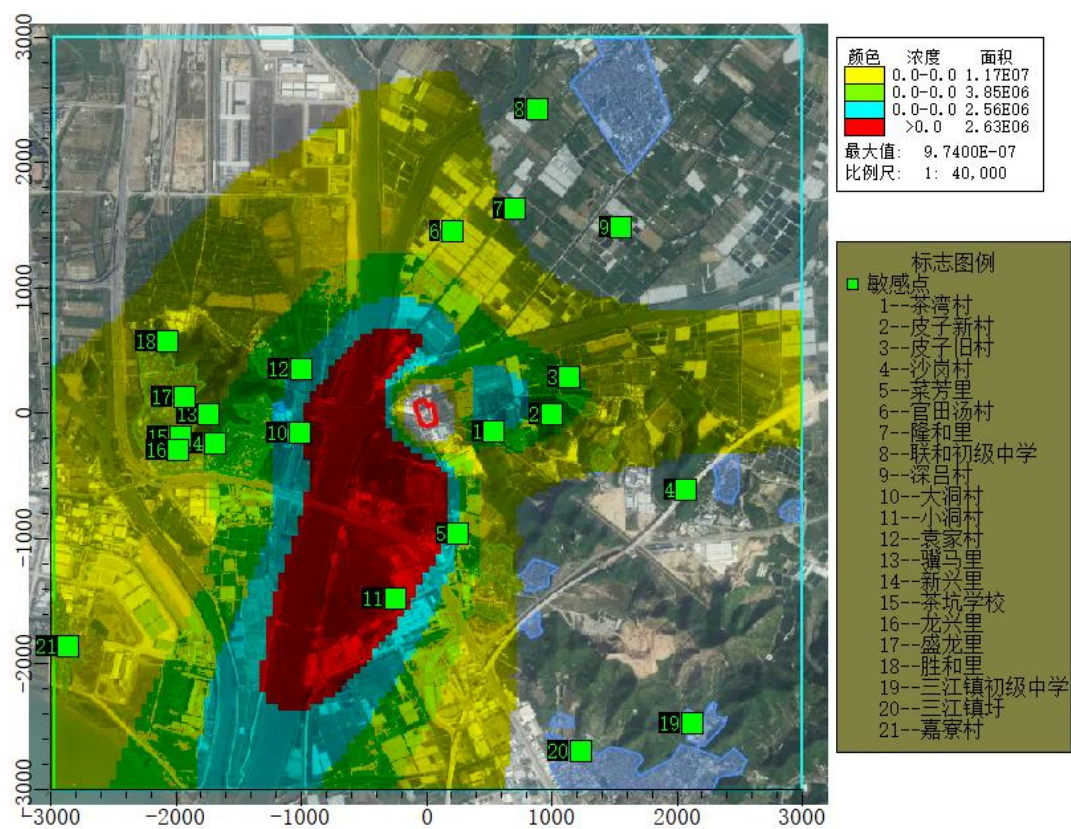 颜色 浓度 面积
0.0-0.0 1.17E07
0.0-0.0 3.85E06
0.0-0.0 2.56E06
>0.0 2.63E06
最大值: 9.7400E-07
比例尺: 1: 40,000
标志图例
敏感点
1--茶湾村
2--皮子新村
3--皮子旧村
4--沙岗村
5--菜芳里
6--官田汤村
7--隆和里
8--联和初级中学
9--深吕村
10--大洞村
11--小洞村
12--袁家村
13--骥马里
14--新兴里
15--茶坑学校
16--龙兴里
17--盛龙里
18--胜和里
19--三江镇初级中学
20--三江镇圩
21--嘉寮村
3000
2000
1000
0
-1000
-2000
-3000
-3000 -2000 -1000 0 1000 2000 3000
8
7
6
9
18
12
3
17
13
2
1
10
15
4
16
4
5
11
21
19
20